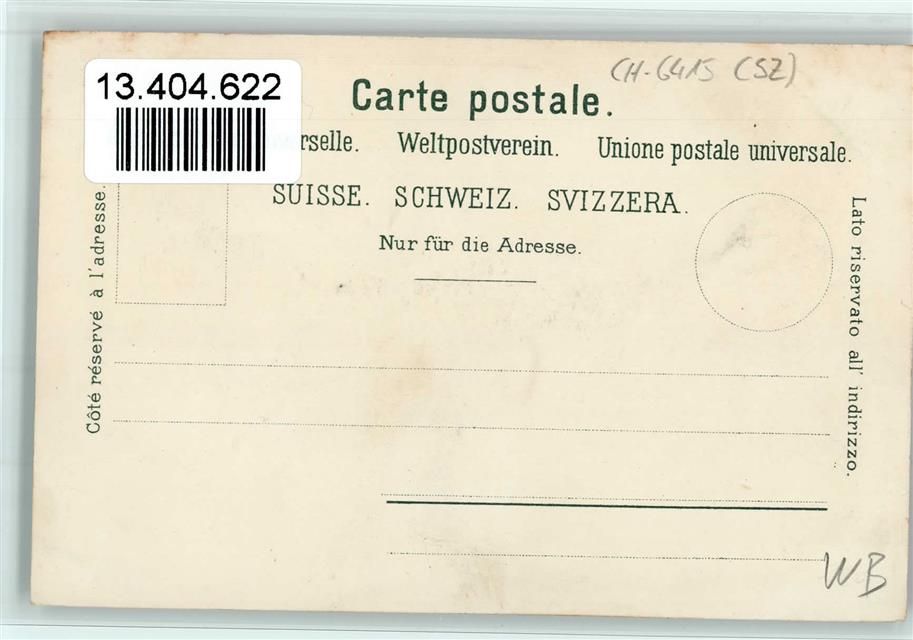 13.404.622
CH-6415 (SZ)
Carte postale.
Weltpostverein. Unione postale universale.
SUISSE. SCHWEIZ. SVIZZERA.
Nur für die Adresse.
Côté réservé à l'adresse.
Lato riservato all' indirizzo.
WB